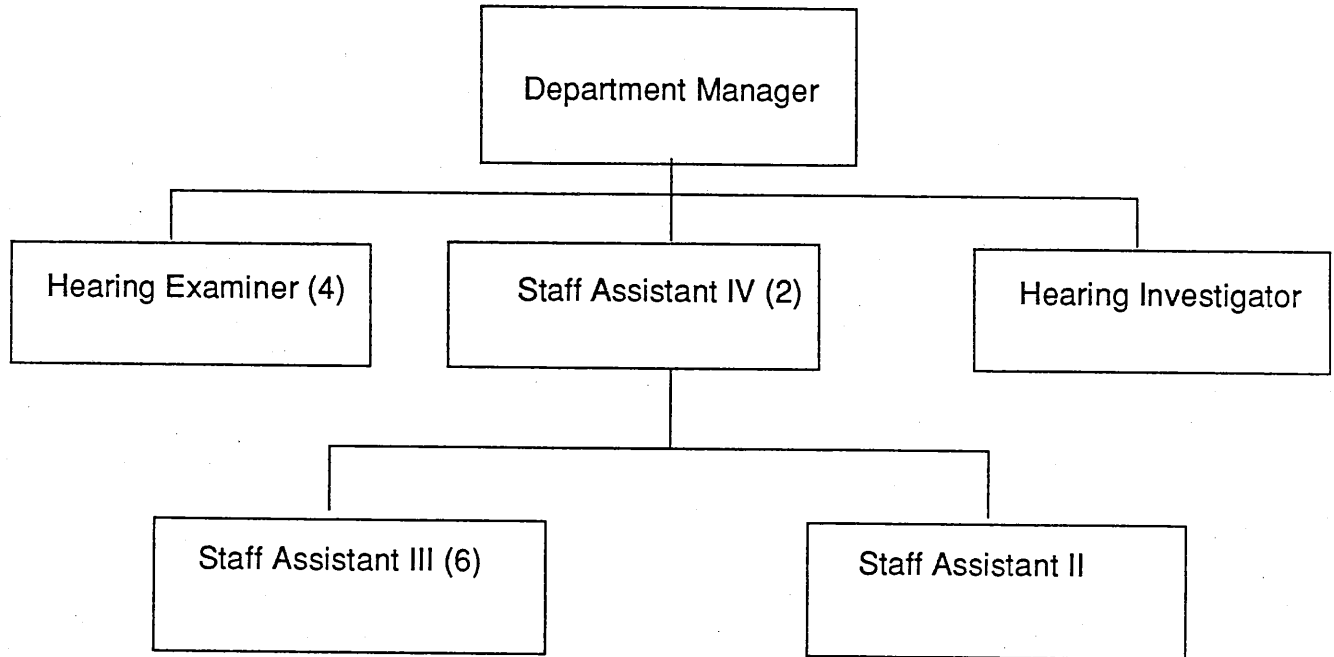 Department Manager
Hearing Examiner (4)
Staff Assistant IV (2)
Hearing Investigator
Staff Assistant III (6)
Staff Assistant II